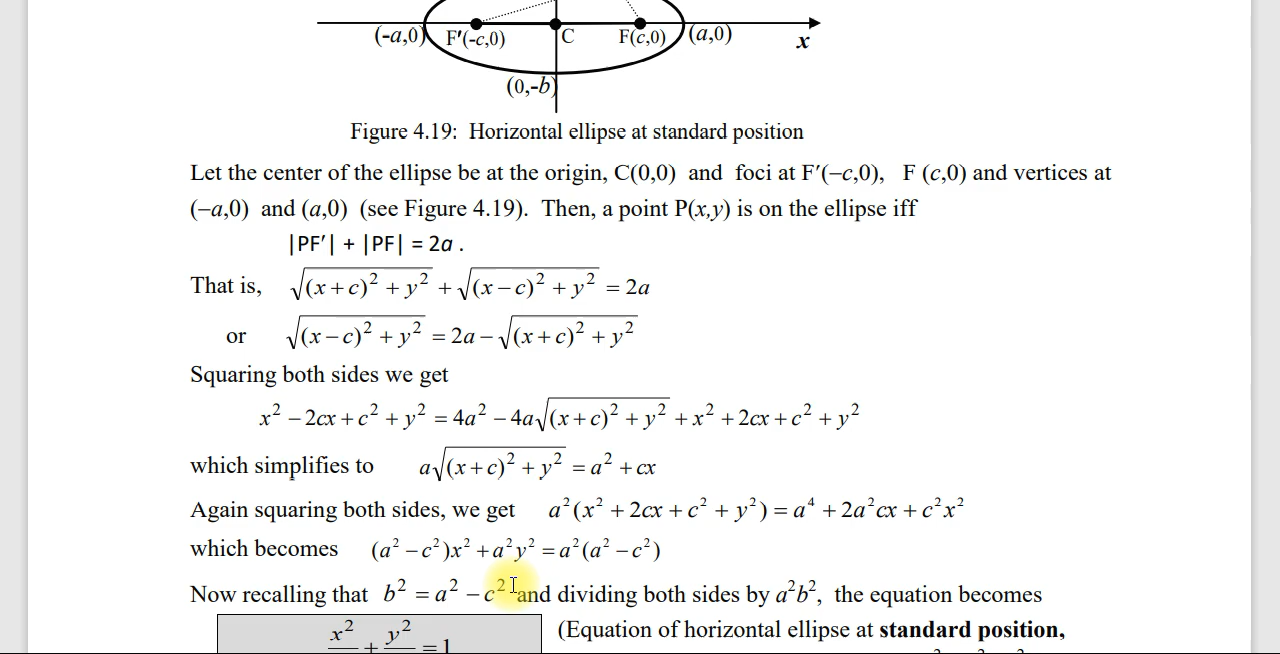 (-a,0) F′(-c,0) C F(c,0) (a,0) x
(0,-b)
Figure 4.19: Horizontal ellipse at standard position
Let the center of the ellipse be at the origin, C(0,0) and foci at F′(−c,0), F (c,0) and vertices at
(−a,0) and (a,0) (see Figure 4.19). Then, a point P(x,y) is on the ellipse iff
|PF′| + |PF| = 2a .
That is, √((x+c)² + y²) + √((x−c)² + y²) = 2a
or √((x−c)² + y²) = 2a − √((x+c)² + y²)
Squaring both sides we get
x² − 2cx + c² + y² = 4a² − 4a√((x+c)² + y²) + x² + 2cx + c² + y²
which simplifies to a√((x+c)² + y²) = a² + cx
Again squaring both sides, we get a²(x² + 2cx + c² + y²) = a⁴ + 2a²cx + c²x²
which becomes (a² − c²)x² + a²y² = a²(a² − c²)
Now recalling that b² = a² − c² and dividing both sides by a²b², the equation becomes
x² + y² = 1 (Equation of horizontal ellipse at standard position,